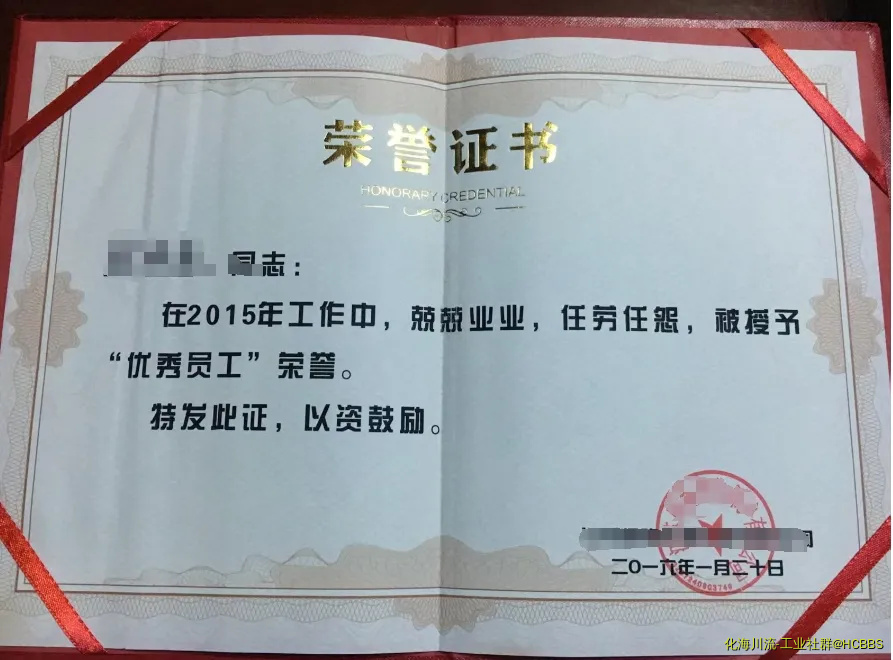 荣誉证书
HONORARY CREDENTIAL
同志：
在2015年工作中，兢兢业业，任劳任怨，被授予
“优秀员工”荣誉。
特发此证，以资鼓励。
司
二0一六年一月二十日
化海川流-工业社群@HCBBS